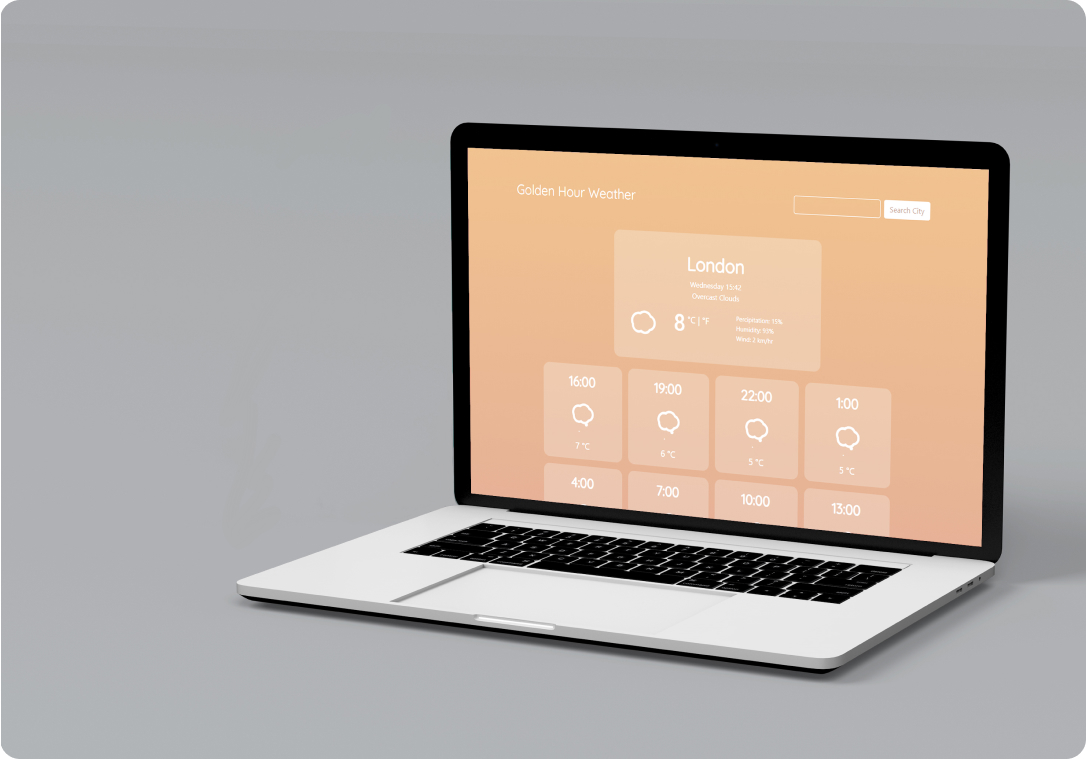 Golden Hour Weather
Search City
London
Wednesday 15:42
Overcast Clouds
8 °C | °F
Percipitation: 15%
Humidity: 93%
Wind: 2 km/hr
16:00
19:00
22:00
1:00
7 °C
6 °C
5 °C
5 °C
4:00
7:00
10:00
13:00